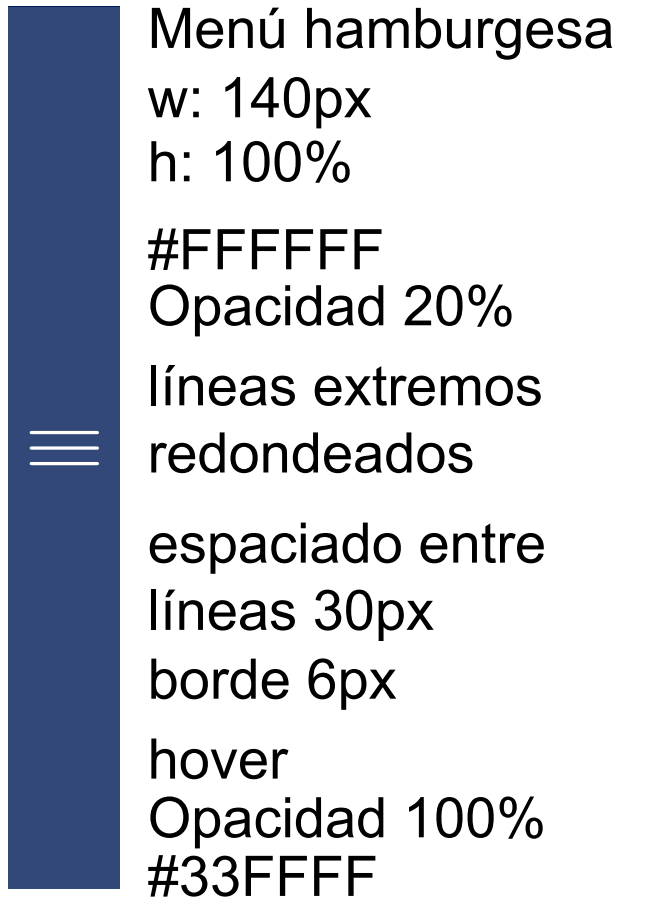 Menú hamburgesa
w: 140px
h: 100%
#FFFFFF
Opacidad 20%
líneas extremos
redondeados
espaciado entre
líneas 30px
borde 6px
hover
Opacidad 100%
#33FFFF